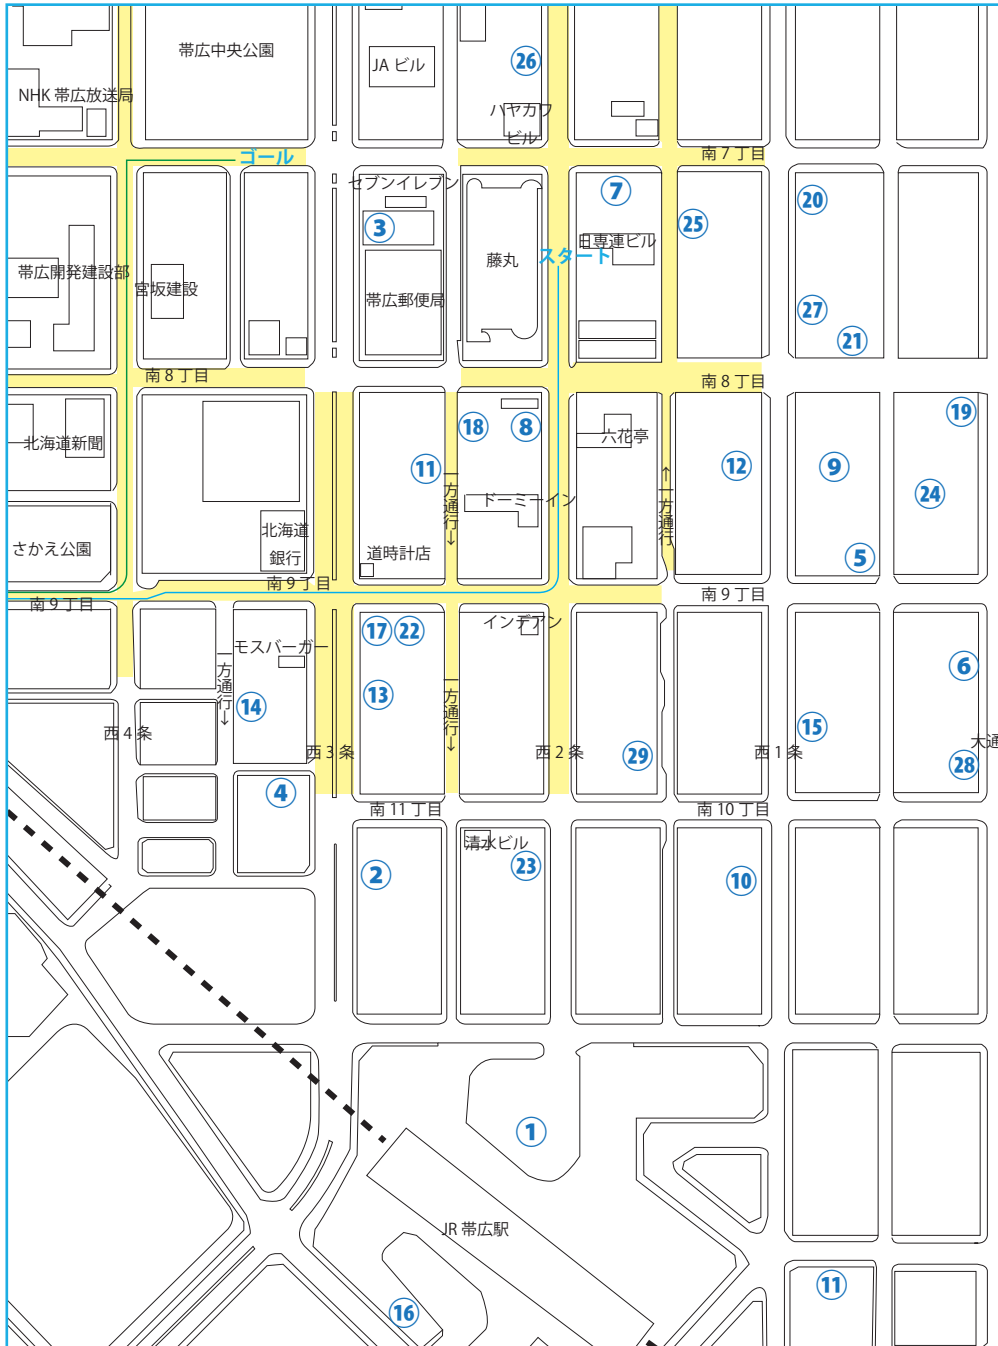 帯広中央公園
JA ビル
26
NHK 帯広放送局
ハヤカワ
ビル
ゴール
南 7 丁目
セブンイレブン
7
20
3
25
日専連ビル
スタート
藤丸
帯広開発建設部
宮坂建設
帯広郵便局
27
21
南 8 丁目
南 8 丁目
19
18
8
北海道新聞
六花亭
11
12
9
24
一方通行→
←一方通行
ドーミーイン
北海道
銀行
さかえ公園
道時計店
5
南 9 丁目
南 9 丁目
南 9 丁目
17
22
インデアン
モスバーガー
6
一方通行→
13
一方通行→
14
15
西 4 条
西 3 条
西 2 条
29
西 1 条
大通
28
4
南 11 丁目
南 10 丁目
清水ビル
2
23
10
1
JR 帯広駅
11
16